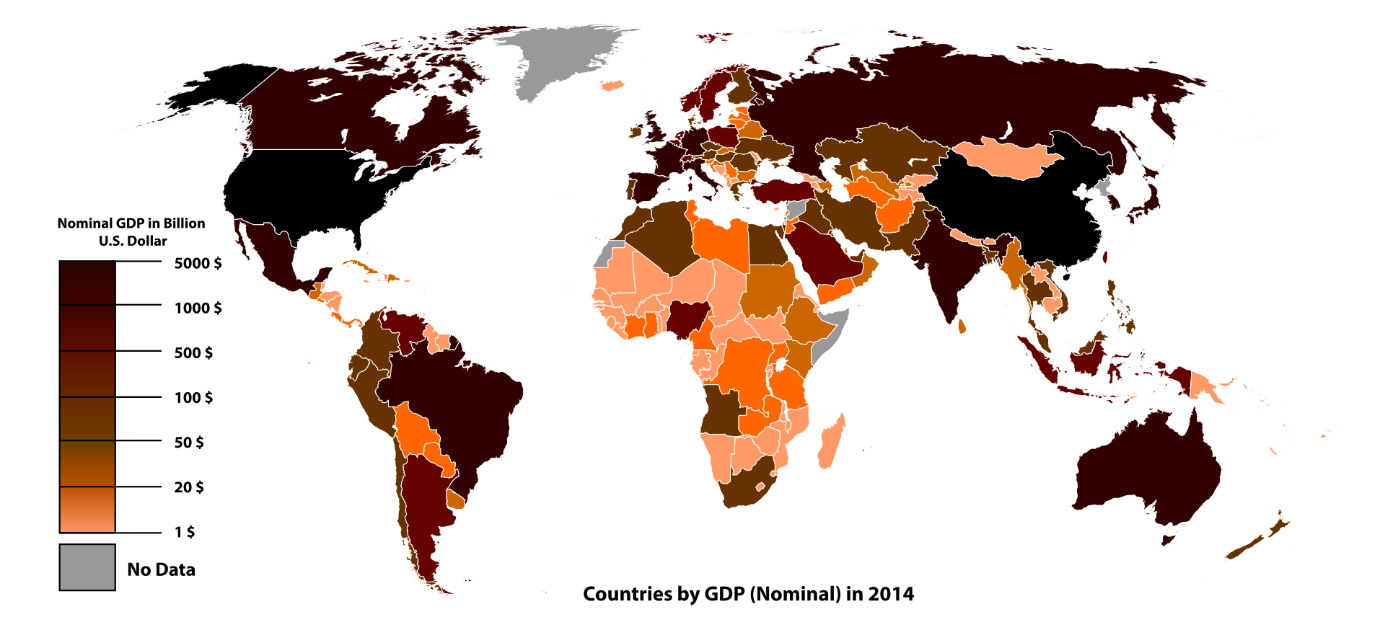 Nominal GDP in Billion
U.S. Dollar
5000 $
1000 $
500 $
100 $
50 $
20 $
1 $
No Data
Countries by GDP (Nominal) in 2014